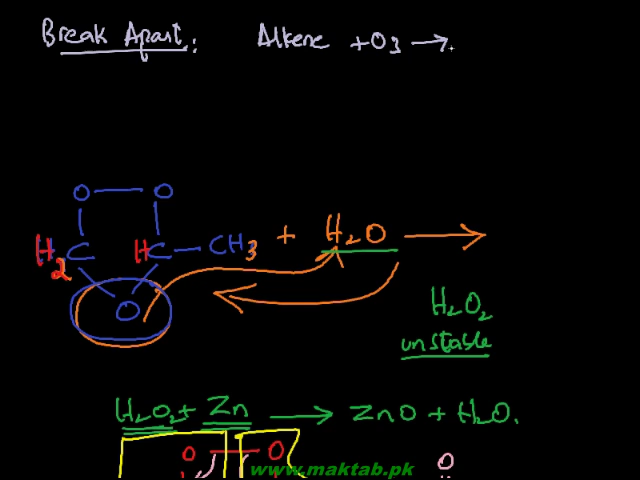 Break Apart: Alkene + O3 →
O — O
H2C HC — CH3 + H2O →
O
H2O2
unstable
H2O2 + Zn → ZnO + H2O.
O — O O
www.maktab.pk